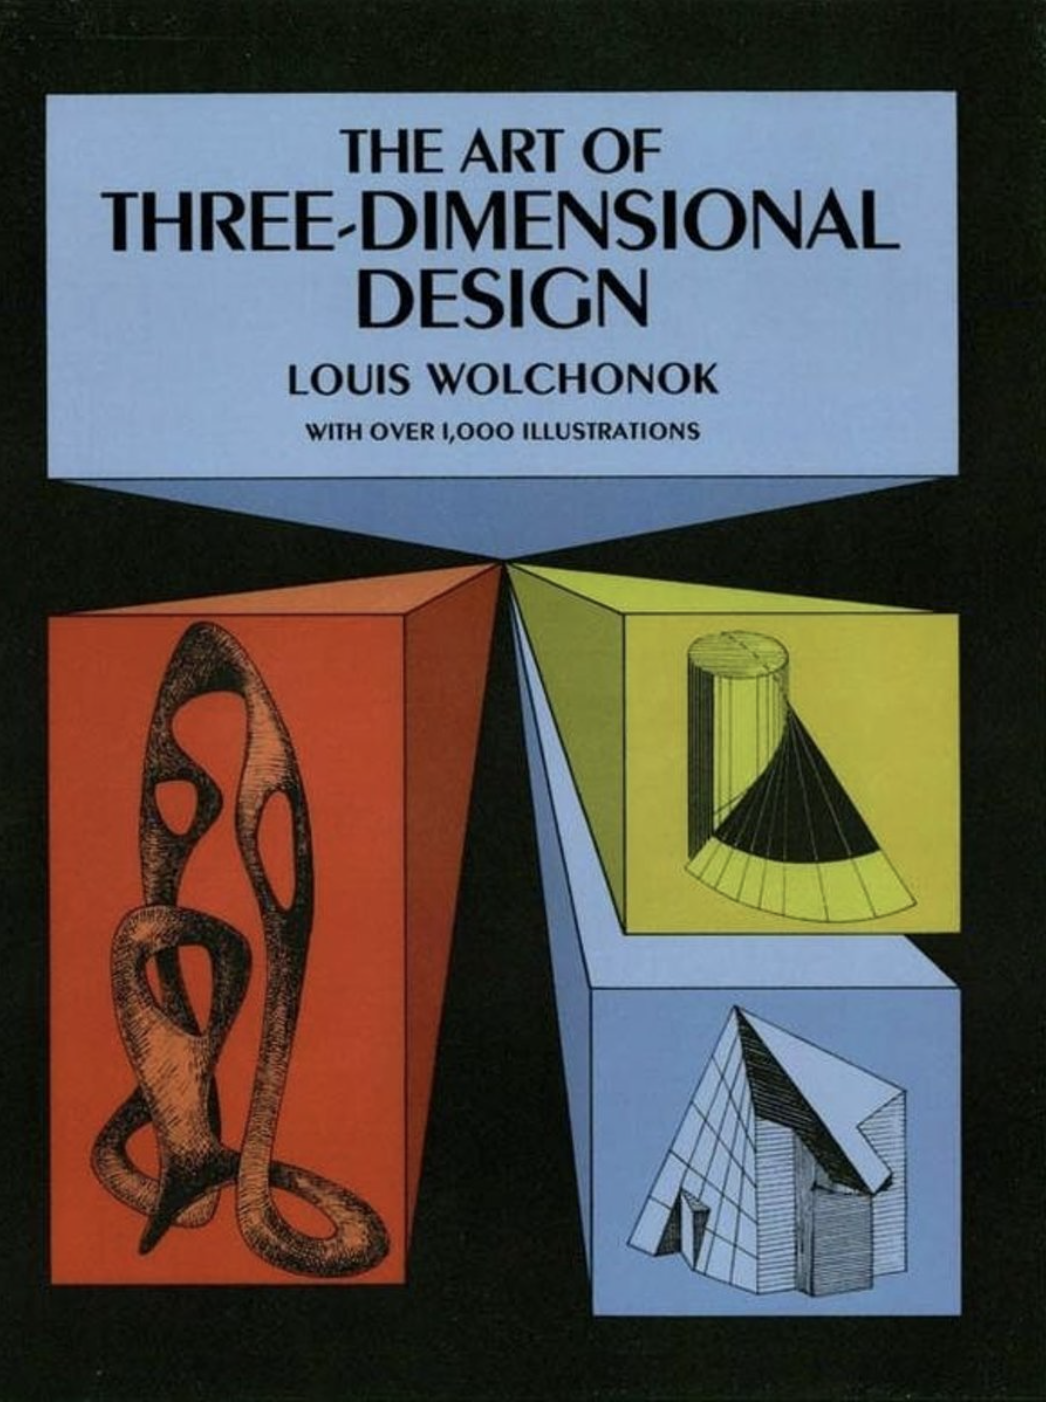 THE ART OF
THREE-DIMENSIONAL
DESIGN
LOUIS WOLCHONOK
WITH OVER 1,000 ILLUSTRATIONS